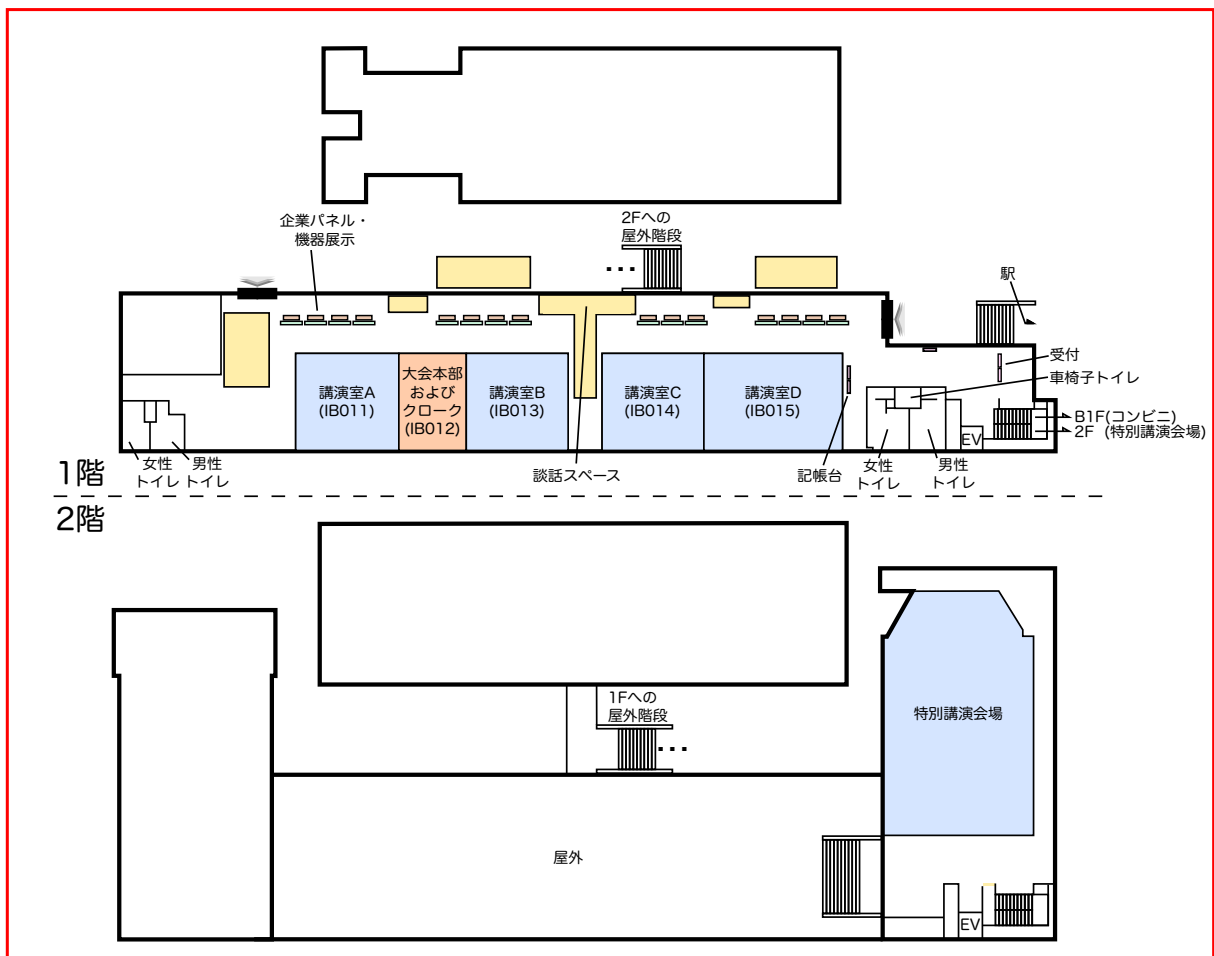 企業パネル・
機器展示
2Fへの
屋外階段
駅
受付
車椅子トイレ
講演室A
(IB011)
大会本部
および
クローク
(IB012)
講演室B
(IB013)
講演室C
(IB014)
講演室D
(IB015)
B1F(コンビニ)
2F (特別講演会場)
EV
女性
トイレ
男性
トイレ
談話スペース
記帳台
女性
トイレ
男性
トイレ
1階
2階
1Fへの
屋外階段
特別講演会場
屋外
EV